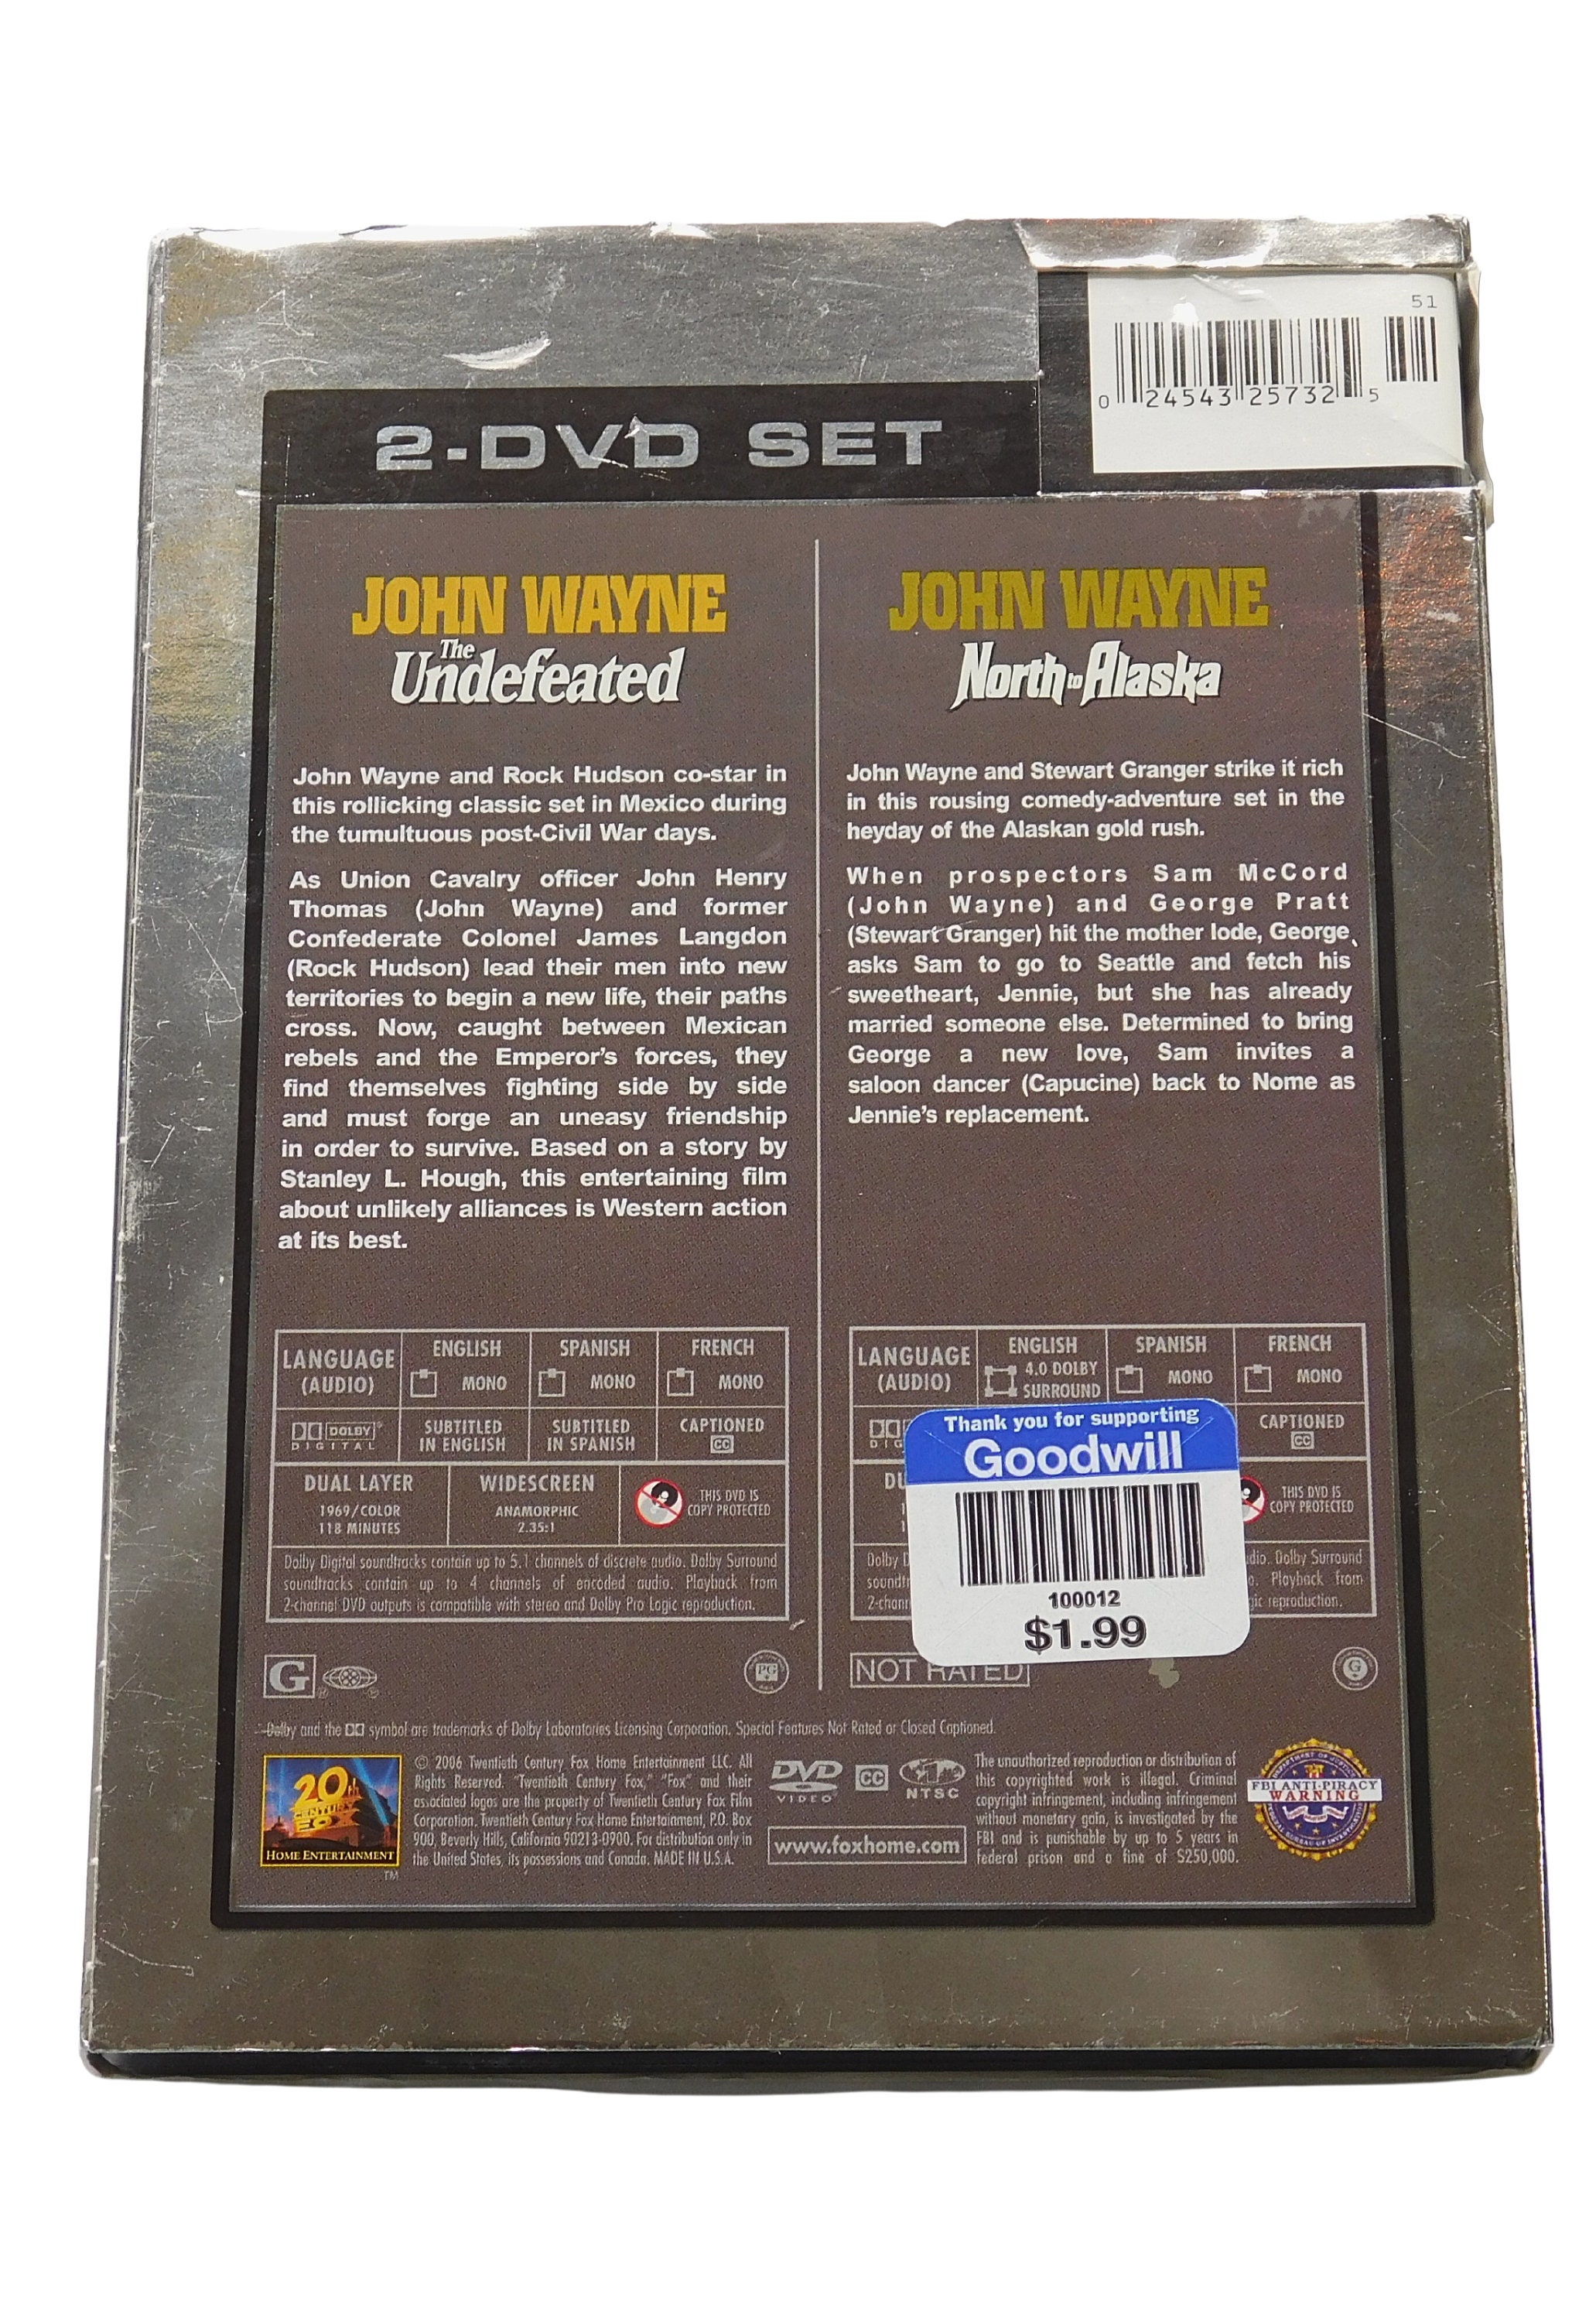 51
0 24543 25732 5
2-DVD SET
JOHN WAYNE
The
Undefeated
John Wayne and Rock Hudson co-star in
this rollicking classic set in Mexico during
the tumultuous post-Civil War days.
As Union Cavalry officer John Henry
Thomas (John Wayne) and former
Confederate Colonel James Langdon
(Rock Hudson) lead their men into new
territories to begin a new life, their paths
cross. Now, caught between Mexican
rebels and the Emperor's forces, they
find themselves fighting side by side
and must forge an uneasy friendship
in order to survive. Based on a story by
Stanley L. Hough, this entertaining film
about unlikely alliances is Western action
at its best.
LANGUAGE
(AUDIO)
ENGLISH
MONO
SPANISH
MONO
FRENCH
MONO
DOLBY
DIGITAL
SUBTITLED
IN ENGLISH
SUBTITLED
IN SPANISH
CAPTIONED
CC
DUAL LAYER
1969/COLOR
118 MINUTES
WIDESCREEN
ANAMORPHIC
2.35:1
THIS DVD IS
COPY PROTECTED
Dolby Digital soundtracks contain up to 5.1 channels of discrete audio. Dolby Surround
soundtracks contain up to 4 channels of encoded audio. Playback from
2-channel DVD outputs is compatible with stereo and Dolby Pro Logic reproduction.
G
PG
JOHN WAYNE
North to Alaska
John Wayne and Stewart Granger strike it rich
in this rousing comedy-adventure set in the
heyday of the Alaskan gold rush.
When prospectors Sam McCord
(John Wayne) and George Pratt
(Stewart Granger) hit the mother lode, George
asks Sam to go to Seattle and fetch his
sweetheart, Jennie, but she has already
married someone else. Determined to bring
George a new love, Sam invites a
saloon dancer (Capucine) back to Nome as
Jennie's replacement.
LANGUAGE
(AUDIO)
ENGLISH
4.0 DOLBY
SURROUND
SPANISH
MONO
FRENCH
MONO
CAPTIONED
CC
THIS DVD IS
COPY PROTECTED
Dolby
Dolby Surround
Playback from
2-chan
reproduction.
Thank you for supporting
Goodwill
100012
$1.99
NOT RATED
G
Dolby and the symbol are trademarks of Dolby Laboratories Licensing Corporation. Special Features Not Rated or Closed Captioned.
20th
CENTURY
FOX
HOME ENTERTAINMENT
TM
© 2006 Twentieth Century Fox Home Entertainment LLC. All
Rights Reserved. "Twentieth Century Fox," "Fox" and their
associated logos are the property of Twentieth Century Fox Film
Corporation. Twentieth Century Fox Home Entertainment, P.O. Box
900, Beverly Hills, California 90213-0900. For distribution only in
the United States, its possessions and Canada. MADE IN U.S.A.
DVD
VIDEO
CC
NTSC
www.foxhome.com
The unauthorized reproduction or distribution of
this copyrighted work is illegal. Criminal
copyright infringement, including infringement
without monetary gain, is investigated by the
FBI and is punishable by up to 5 years in
federal prison and a fine of $250,000.
FBI ANTI-PIRACY
WARNING